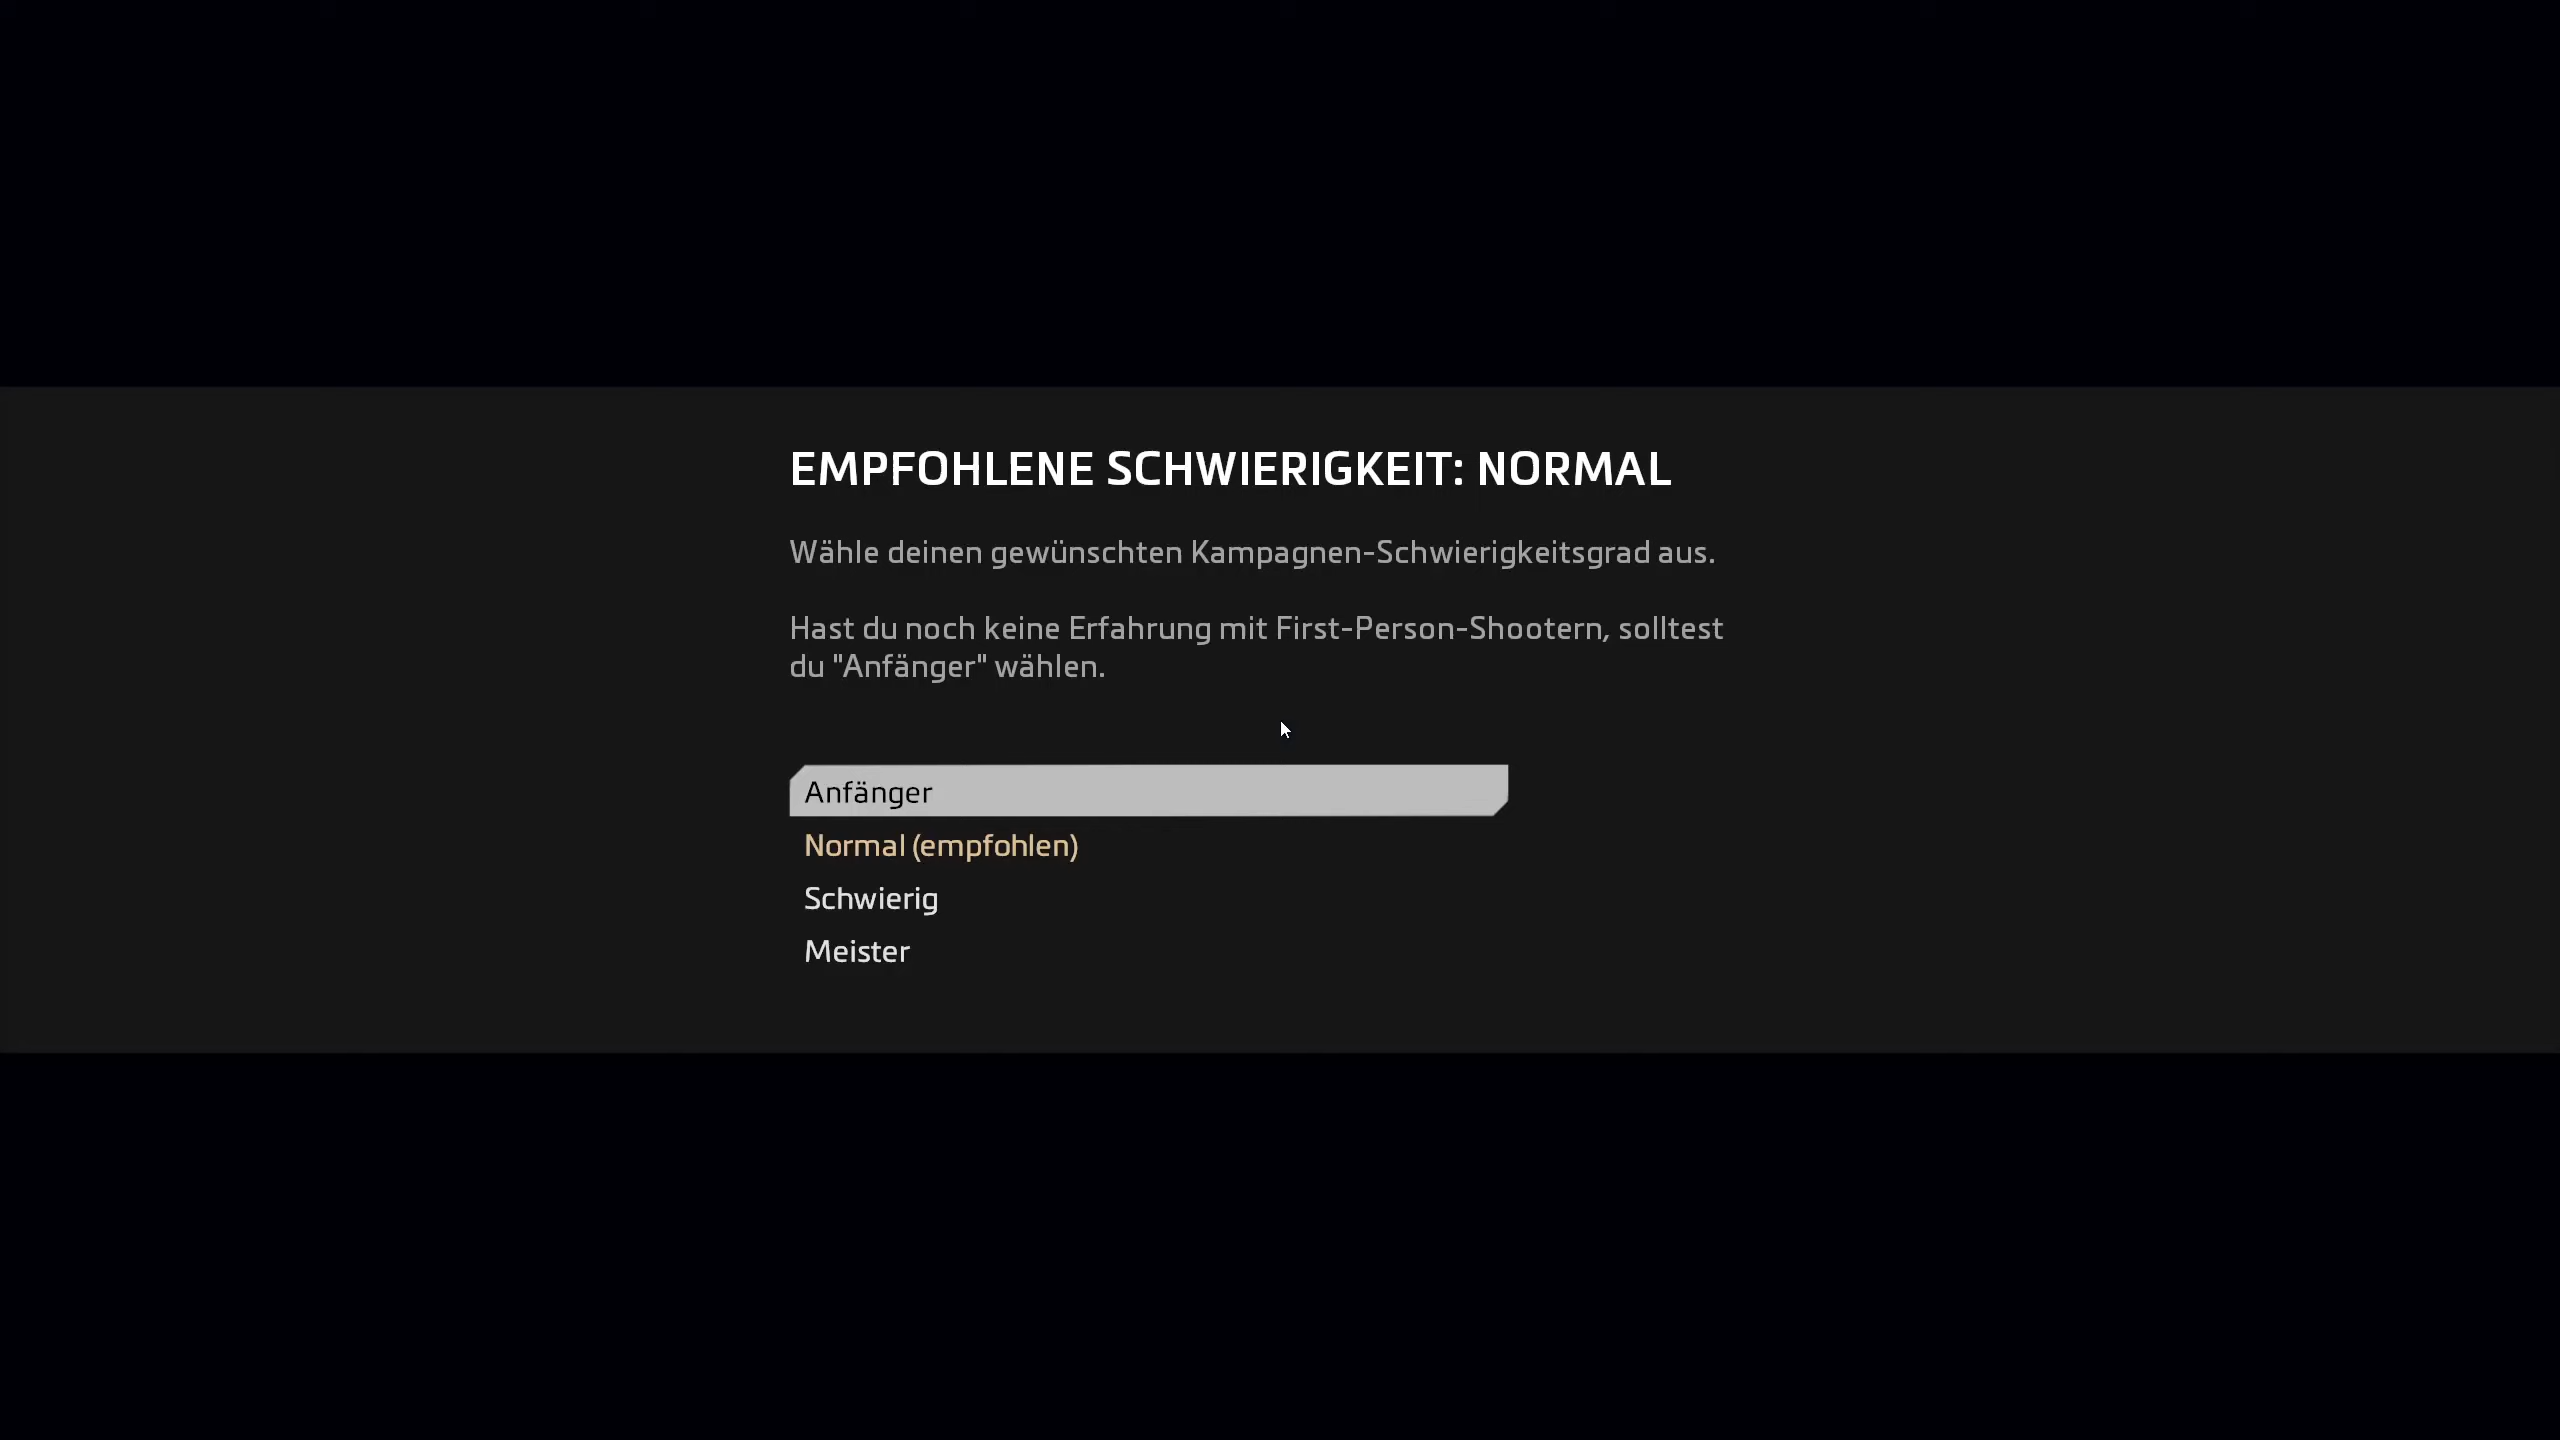 EMPFOHLENE SCHWIERIGKEIT: NORMAL
Wähle deinen gewünschten Kampagnen-Schwierigkeitsgrad aus.
Hast du noch keine Erfahrung mit First-Person-Shootern, solltest
du "Anfänger" wählen.
Anfänger
Normal (empfohlen)
Schwierig
Meister